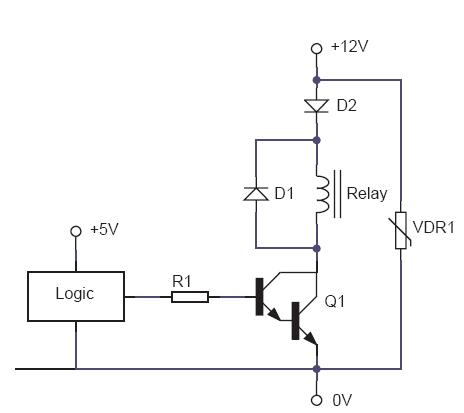 +12V
D2
D1
Relay
VDR1
+5V
Logic
R1
Q1
0V